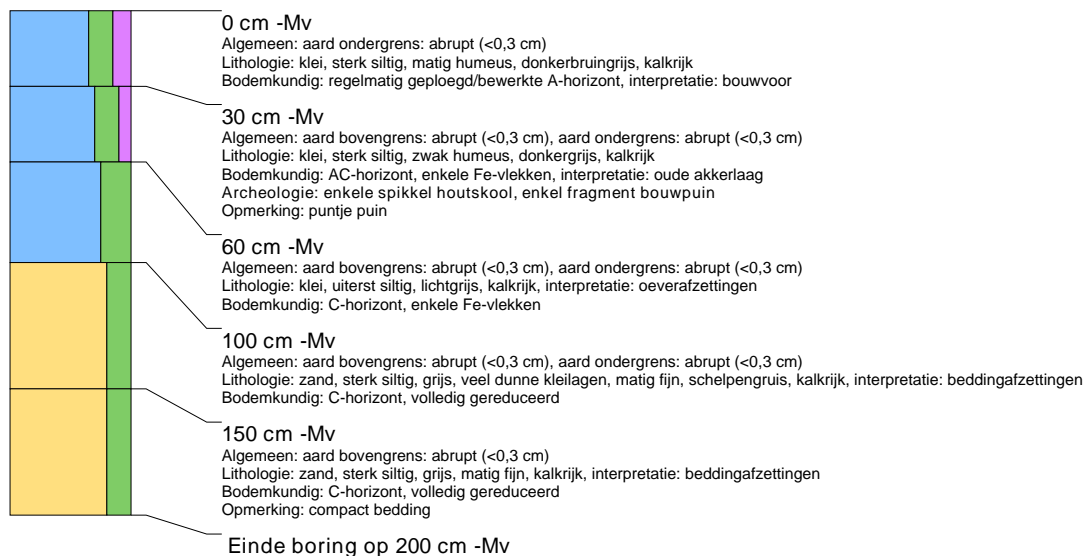 0 cm -Mv
Algemeen: aard ondergrens: abrupt (<0,3 cm)
Lithologie: klei, sterk siltig, matig humeus, donkerbruingrijs, kalkrijk
Bodemkundig: regelmatig geploegd/bewerkte A-horizont, interpretatie: bouwvoor
30 cm -Mv
Algemeen: aard bovengrens: abrupt (<0,3 cm), aard ondergrens: abrupt (<0,3 cm)
Lithologie: klei, sterk siltig, zwak humeus, donkergrijs, kalkrijk
Bodemkundig: AC-horizont, enkele Fe-vlekken, interpretatie: oude akkerlaag
Archeologie: enkele spikkel houtskool, enkel fragment bouwpuin
Opmerking: puntje puin
60 cm -Mv
Algemeen: aard bovengrens: abrupt (<0,3 cm), aard ondergrens: abrupt (<0,3 cm)
Lithologie: klei, uiterst siltig, lichtgrijs, kalkrijk, interpretatie: oeverafzettingen
Bodemkundig: C-horizont, enkele Fe-vlekken
100 cm -Mv
Algemeen: aard bovengrens: abrupt (<0,3 cm), aard ondergrens: abrupt (<0,3 cm)
Lithologie: zand, sterk siltig, grijs, veel dunne kleilagen, matig fijn, schelpengruis, kalkrijk, interpretatie: beddingafzettingen
Bodemkundig: C-horizont, volledig gereduceerd
150 cm -Mv
Algemeen: aard bovengrens: abrupt (<0,3 cm)
Lithologie: zand, sterk siltig, grijs, matig fijn, kalkrijk, interpretatie: beddingafzettingen
Bodemkundig: C-horizont, volledig gereduceerd
Opmerking: compact bedding
Einde boring op 200 cm -Mv